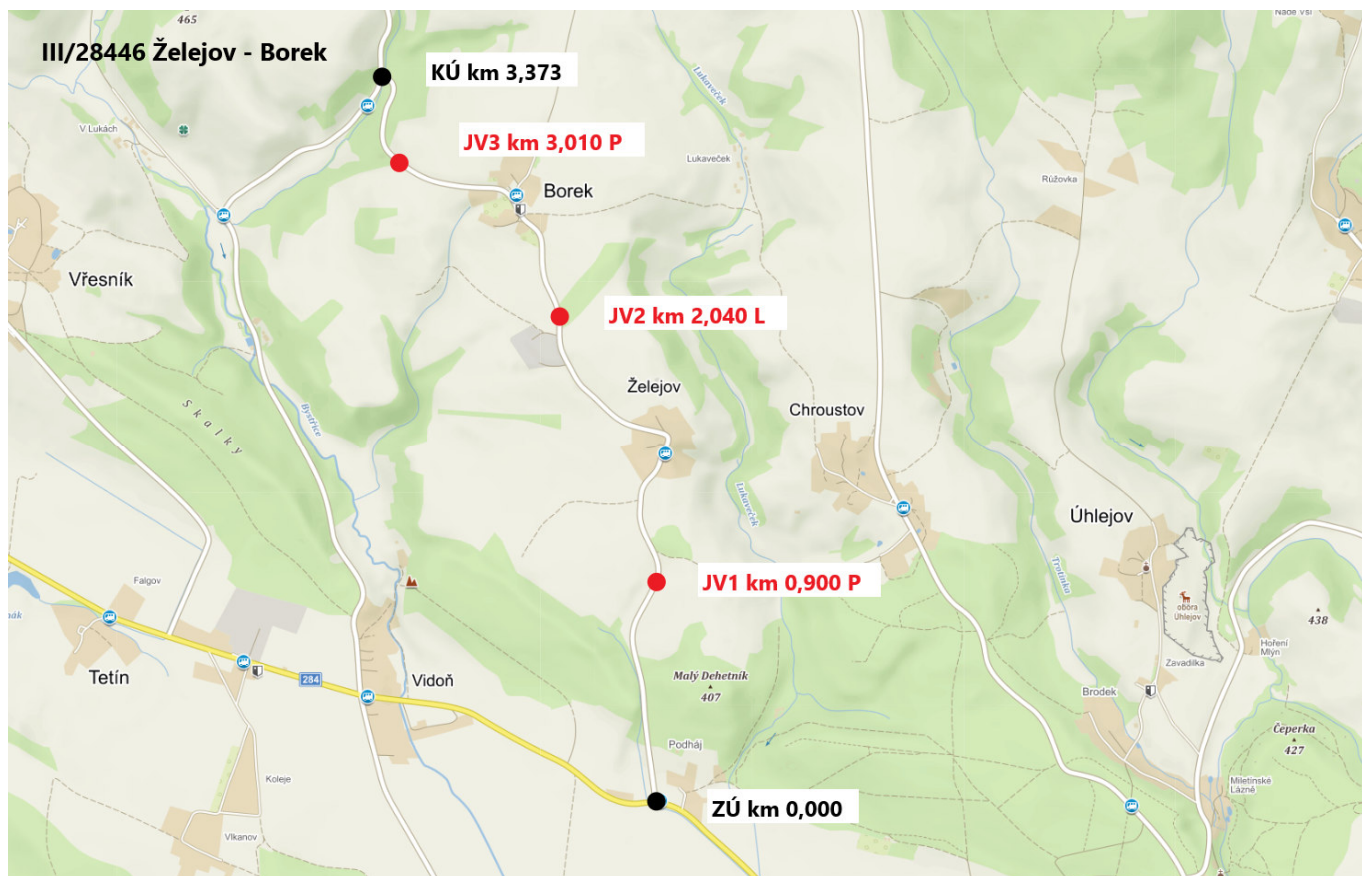 465
Nade Vsí
III/28446 Želejov - Borek
KÚ km 3,373
Lukaveček
V Lukách
JV3 km 3,010 P
Lukaveček
Růžovka
Borek
Vřesník
JV2 km 2,040 L
Želejov
Chroustov
Skalky
Bystřice
Lukaveček
Úhlejov
Trotinka
JV1 km 0,900 P
Falgov
obora
Úhlejov
438
Hoření
Mlýn
Tetín
284
Vidoň
Malý Dehetník
407
Zavadilka
Brodek
Čeperka
427
Podháj
Koleje
Miletínské
Lázně
ZÚ km 0,000
Vlkanov